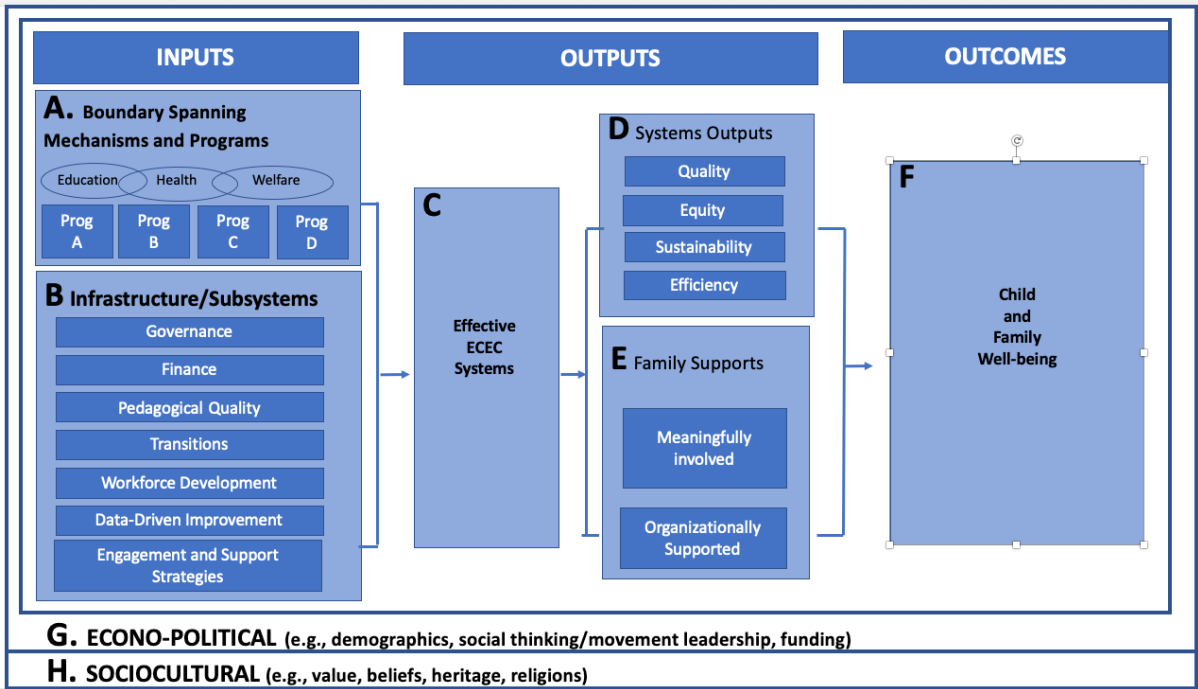 INPUTS
OUTPUTS
OUTCOMES
A. Boundary Spanning
Mechanisms and Programs
Education
Health
Welfare
Prog
A
Prog
B
Prog
C
Prog
D
B Infrastructure/Subsystems
Governance
Finance
Pedagogical Quality
Transitions
Workforce Development
Data-Driven Improvement
Engagement and Support
Strategies
C
Effective
ECEC
Systems
D Systems Outputs
Quality
Equity
Sustainability
Efficiency
E Family Supports
Meaningfully
involved
Organizationally
Supported
F
Child
and
Family
Well-being
G. ECONO-POLITICAL (e.g., demographics, social thinking/movement leadership, funding)
H. SOCIOCULTURAL (e.g., value, beliefs, heritage, religions)